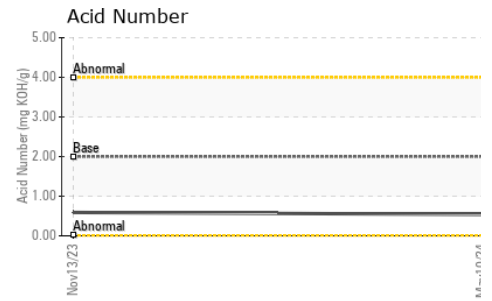 Acid Number
5.00
Abnormal
4.00
3.00
Base
2.00
1.00
Abnormal
0.00
Acid Number (mg KOH/g)
Nov13/23